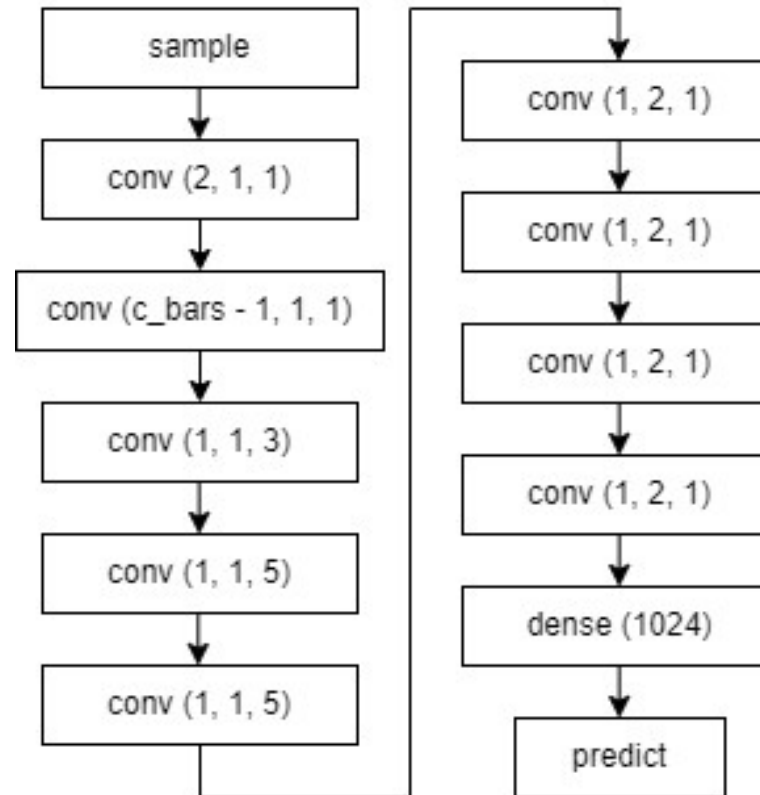 sample
conv (2, 1, 1)
conv (c_bars - 1, 1, 1)
conv (1, 1, 3)
conv (1, 1, 5)
conv (1, 1, 5)
conv (1, 2, 1)
conv (1, 2, 1)
conv (1, 2, 1)
conv (1, 2, 1)
dense (1024)
predict